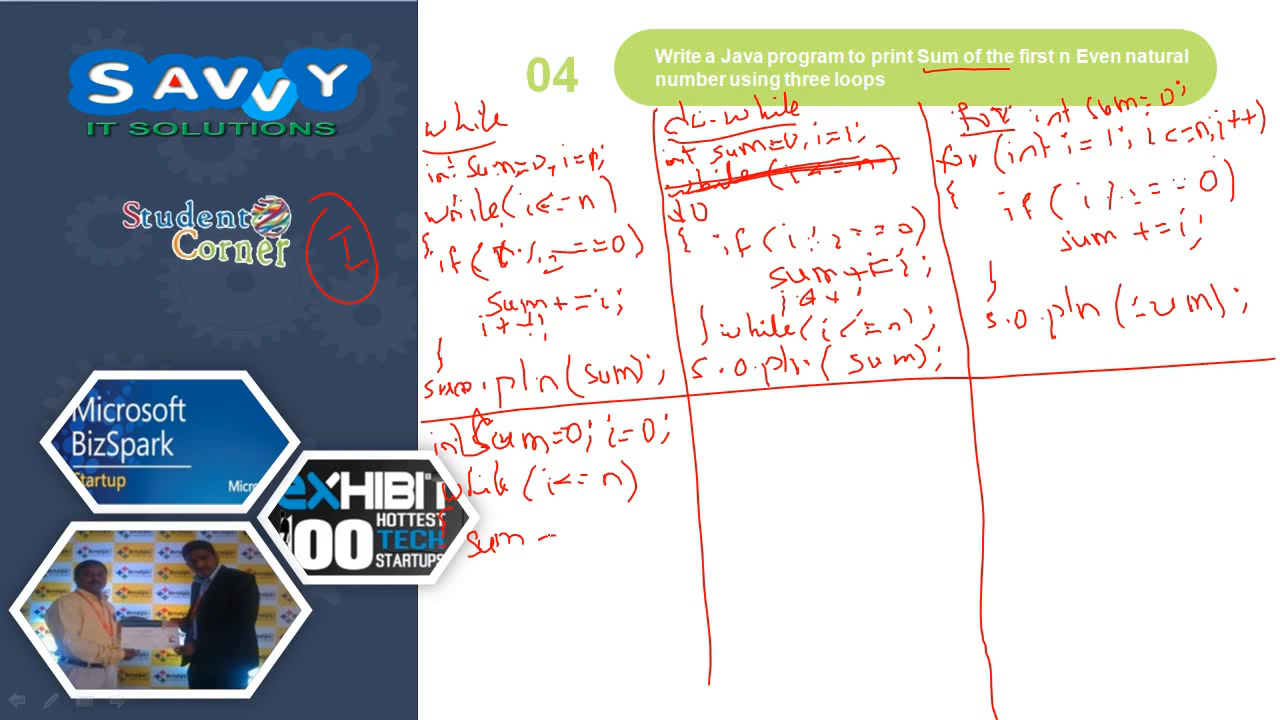 SAVVY
IT SOLUTIONS
Student
Corner
I
Microsoft
BizSpark
Startup
Micros
eXHIBIT
100 HOTTEST
TECH
STARTUPS
04
Write a Java program to print Sum of the first n Even natural
number using three loops
while
int sum=0, i=1;
while(i<=n)
{
if(i%2==0)
sum+=i;
i++;
}
s.o.pln(sum);
do-while
int sum=0, i=1;
while(i<=n)
do
{ if(i%2==0)
sum+=i;
i++;
} while(i<=n);
s.o.pln(sum);
for int sum=0;
for(int i=1; i<=n; i++)
{ if(i%2==0)
sum+=i;
}
s.o.pln(sum);
int sum=0; i=0;
while(i<=n)
{ sum =